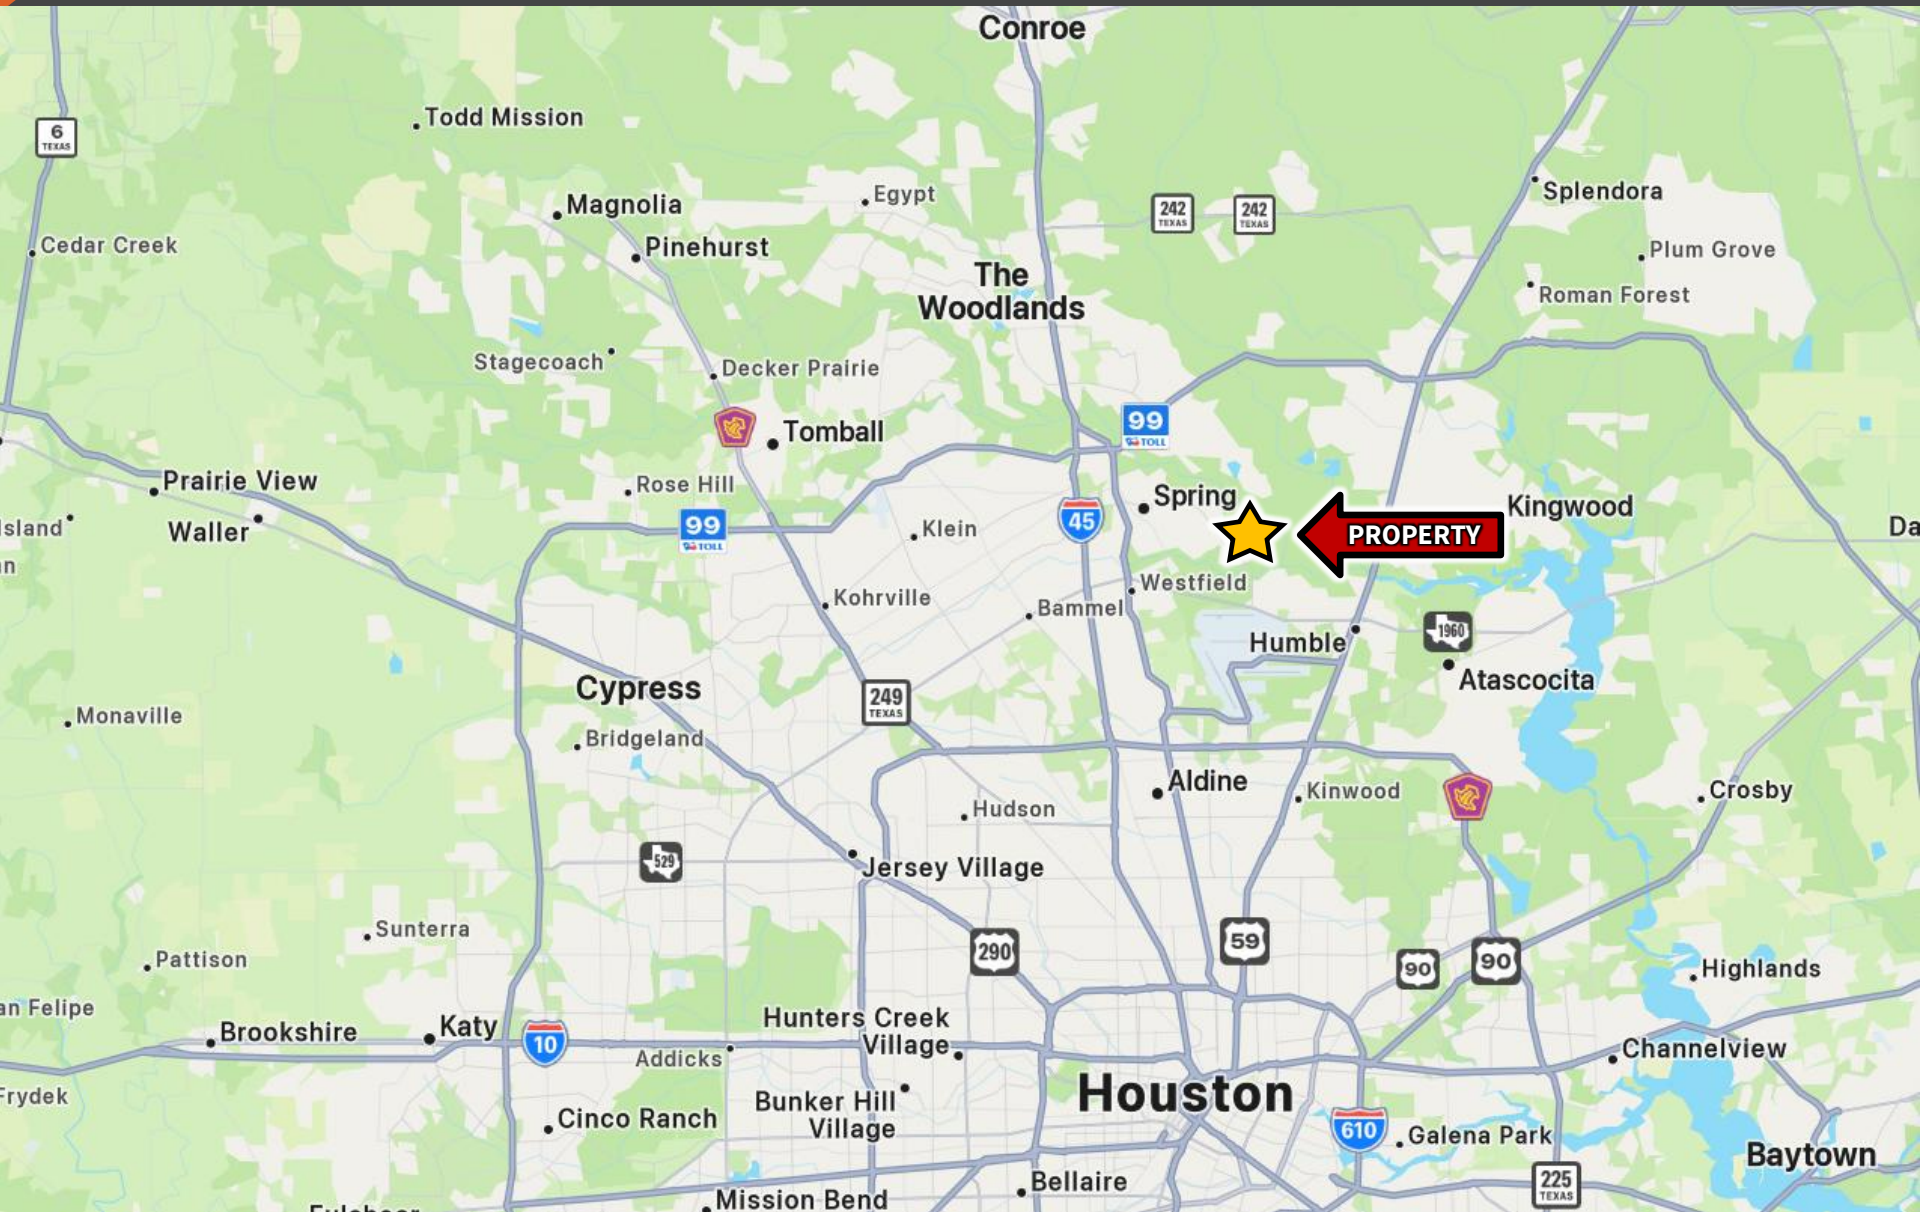 Conroe
Todd Mission
6
TEXAS
Magnolia
Egypt
Splendora
242
TEXAS
242
TEXAS
Cedar Creek
Pinehurst
Plum Grove
The
Woodlands
Roman Forest
Stagecoach
Decker Prairie
Tomball
99
TOLL
Prairie View
Rose Hill
Spring
Kingwood
Island
Waller
99
TOLL
Klein
45
PROPERTY
Da
n
Westfield
Kohrville
Bammel
1960
Humble
Atascocita
Cypress
249
TEXAS
Monaville
Bridgeland
Aldine
Kinwood
Crosby
Hudson
529
Jersey Village
Sunterra
290
59
90
90
Pattison
Highlands
an Felipe
Brookshire
Katy
10
Hunters Creek
Village
Addicks
Channelview
Frydek
Houston
Bunker Hill
Village
Cinco Ranch
610
Galena Park
Baytown
225
TEXAS
Bellaire
Mission Bend